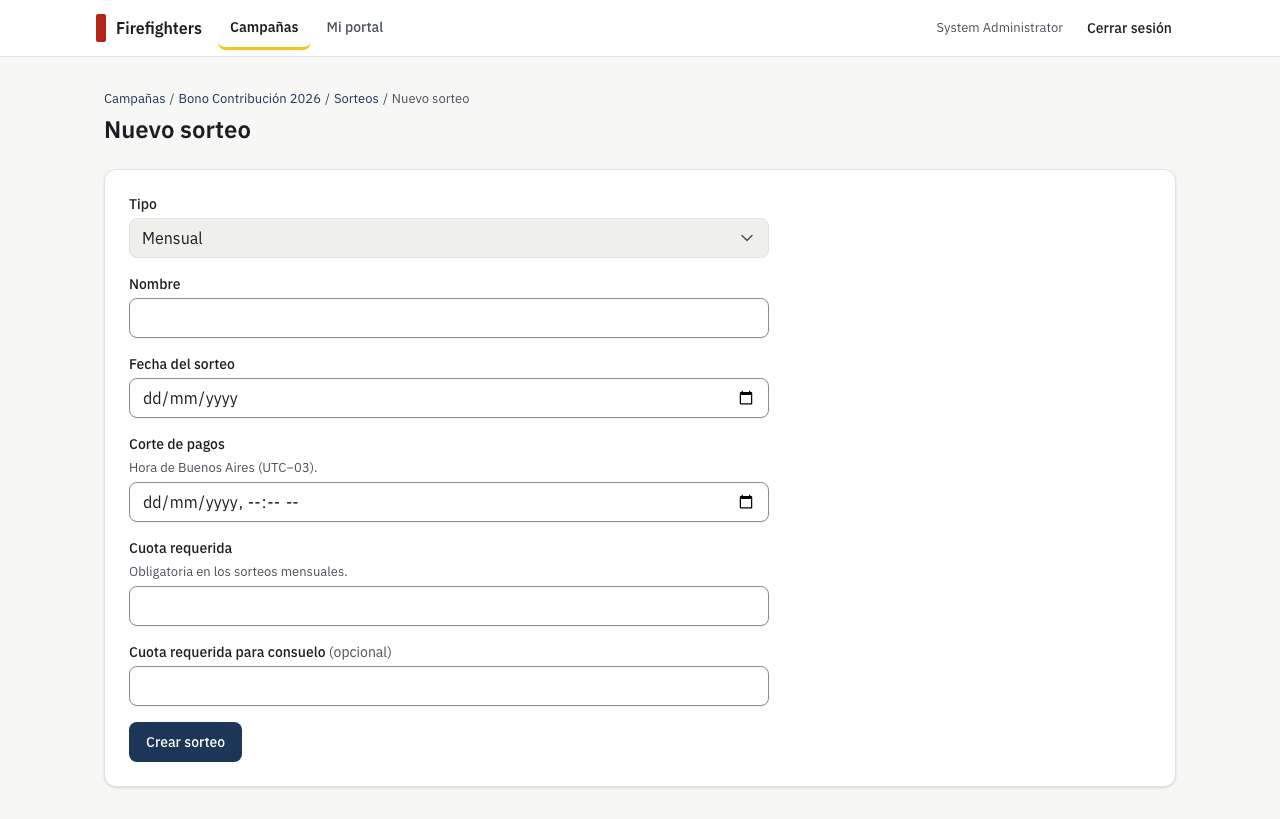 Firefighters Campañas Mi portal System Administrator Cerrar sesión
Campañas / Bono Contribución 2026 / Sorteos / Nuevo sorteo
Nuevo sorteo
Tipo
Mensual
Nombre
Fecha del sorteo
dd/mm/yyyy
Corte de pagos
Hora de Buenos Aires (UTC−03).
dd/mm/yyyy, --:-- --
Cuota requerida
Obligatoria en los sorteos mensuales.
Cuota requerida para consuelo (opcional)
Crear sorteo